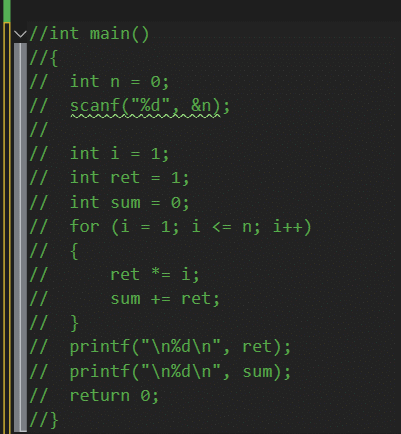 //int main()
//{
//  int n = 0;
//  scanf("%d", &n);
//
//  int i = 1;
//  int ret = 1;
//  int sum = 0;
//  for (i = 1; i <= n; i++)
//  {
//      ret *= i;
//      sum += ret;
//  }
//  printf("\n%d\n", ret);
//  printf("\n%d\n", sum);
//  return 0;
//}